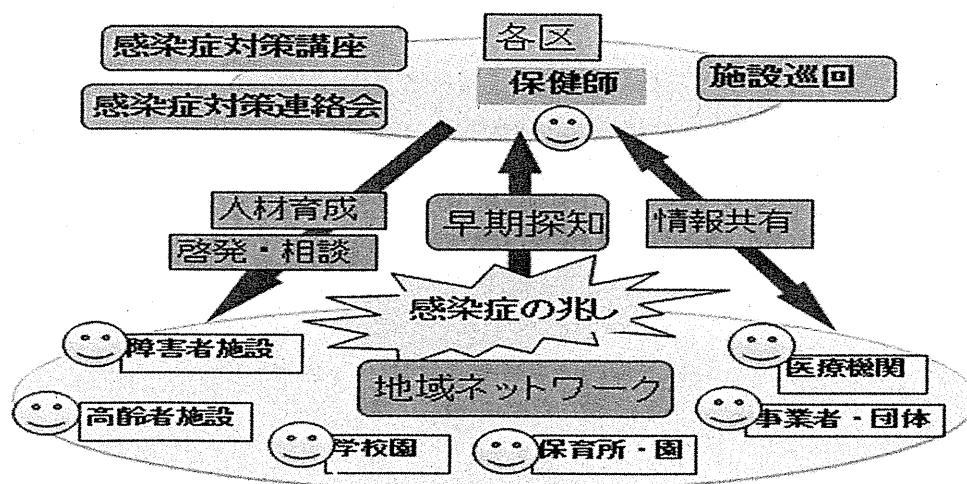 各区
感染症対策講座
保健師
施設巡回
感染症対策連絡会
人材育成
啓発・相談
早期探知
情報共有
感染症の兆し
障害者施設
地域ネットワーク
医療機関
高齢者施設
事業者・団体
学校園
保育所・園